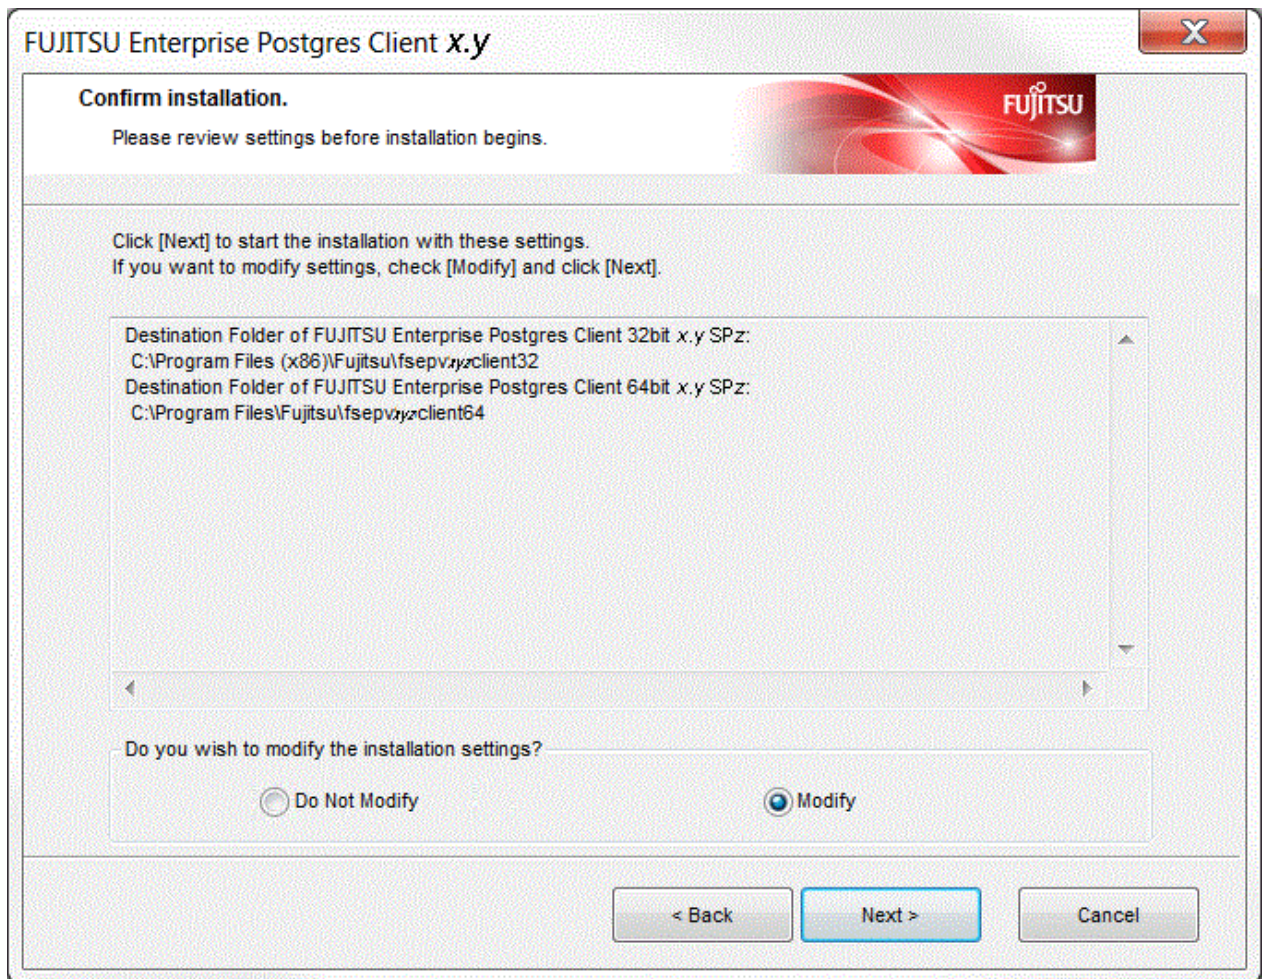 FUJITSU Enterprise Postgres Client x.y
Confirm installation.
Please review settings before installation begins.
FUJITSU
Click [Next] to start the installation with these settings.
If you want to modify settings, check [Modify] and click [Next].
Destination Folder of FUJITSU Enterprise Postgres Client 32bit x.y SPz:
C:\Program Files (x86)\Fujitsu\fsepvxyzclient32
Destination Folder of FUJITSU Enterprise Postgres Client 64bit x.y SPz:
C:\Program Files\Fujitsu\fsepvxyzclient64
Do you wish to modify the installation settings?
Do Not Modify
Modify
< Back
Next >
Cancel